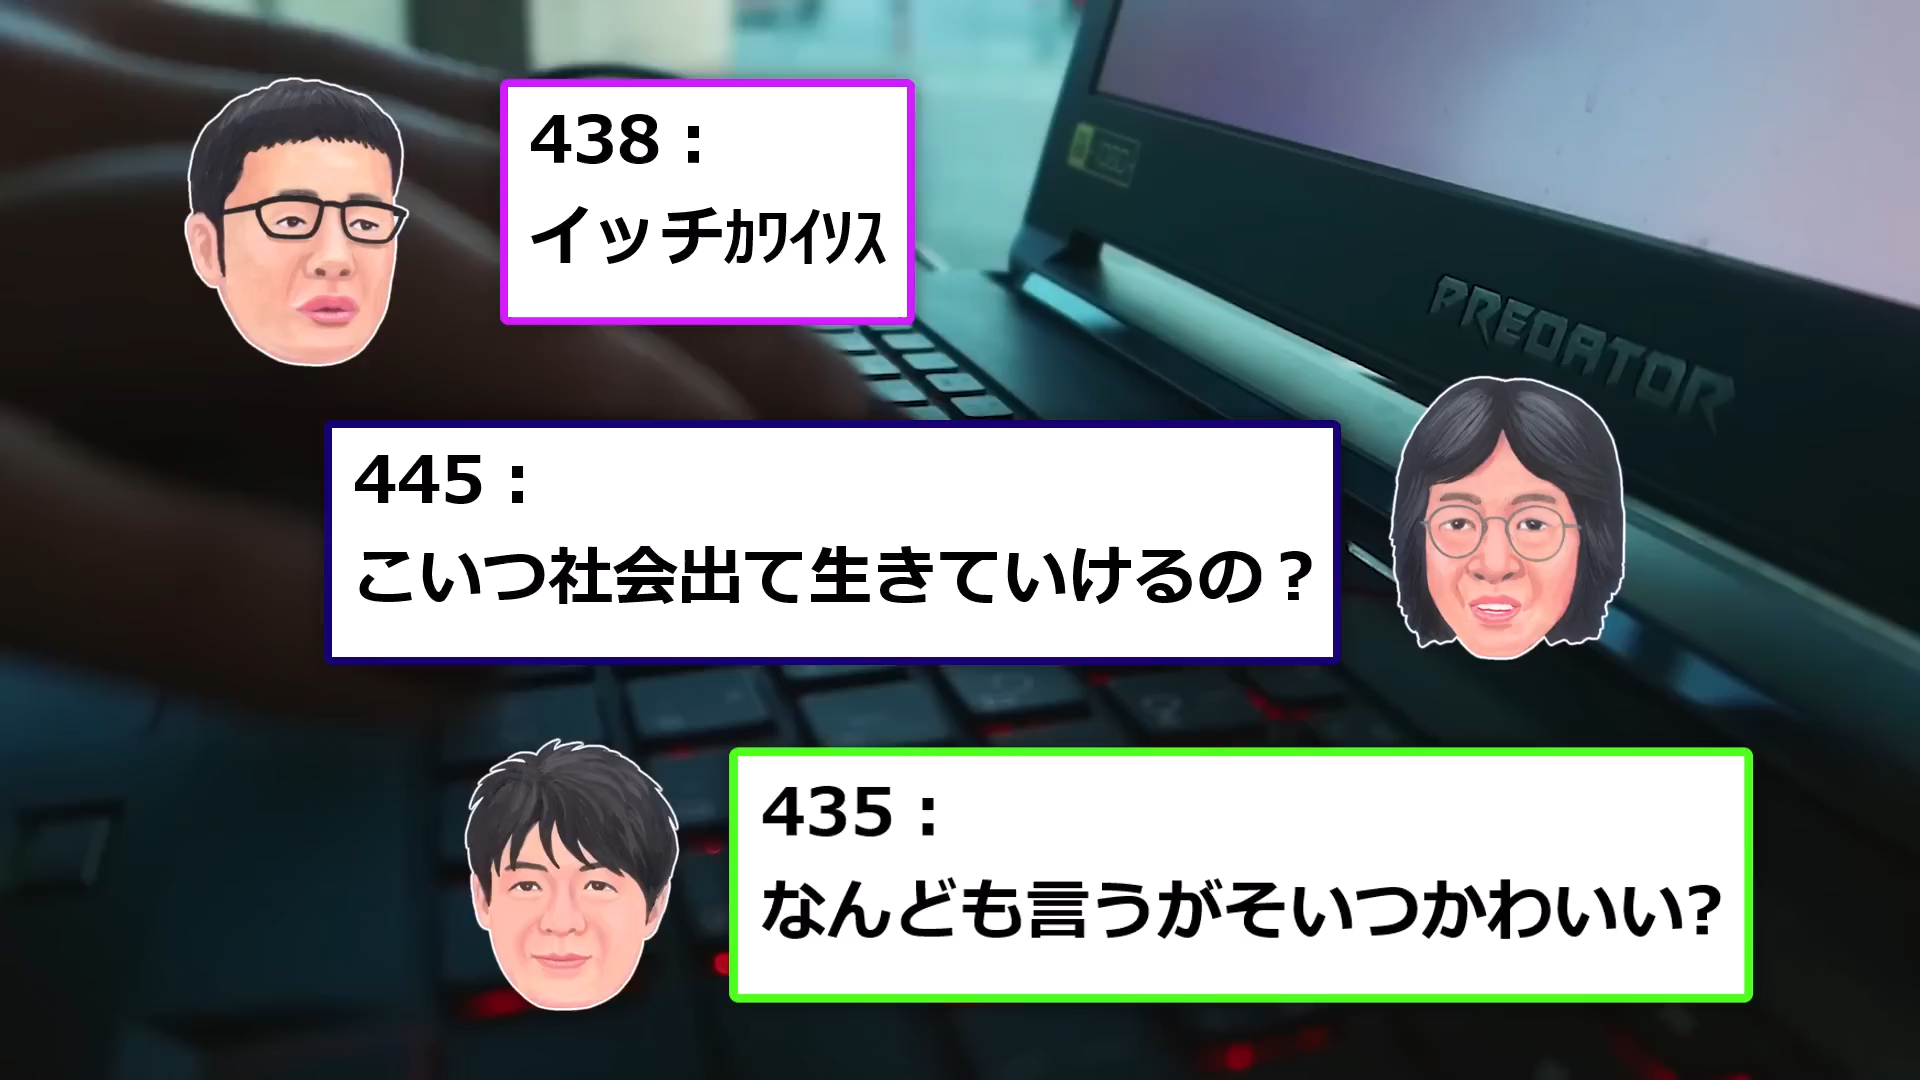 438：
イッチｶﾜｲｿｽ
PREDATOR
445：
こいつ社会出て生きていけるの？
435：
なんども言うがそいつかわいい?